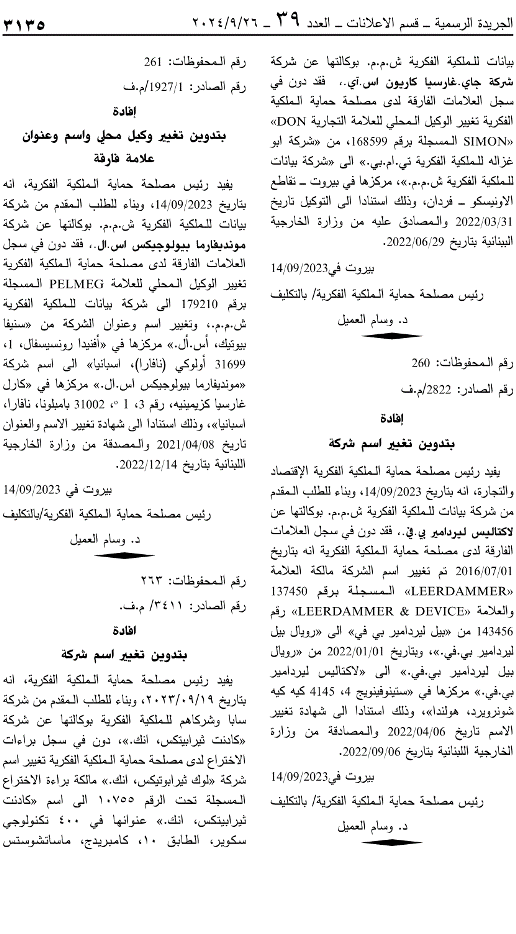 الجريدة الرسمية ــ قسم الاعلانات ــ العدد ٣٩ ــ ٢٠٢٤/٩/٢٦
٣١٣٥
بيانات للملكية الفكرية ش.م.م. بوكالتها عن شركة
شركة جاي.غارسيا كاريون اس.آي.، فقد دون في
سجل العلامات الفارقة لدى مصلحة حماية الملكية
الفكرية تغيير الوكيل المحلي للعلامة التجارية «DON
SIMON» المسجلة برقم 168599، من «شركة ابو
غزاله للملكية الفكرية تي.ام.بي.» الى «شركة بيانات
للملكية الفكرية ش.م.م.»، مركزها في بيروت ــ تقاطع
الاونيسكو ــ فردان، وذلك استنادا الى التوكيل تاريخ
2022/03/31 والمصادق عليه من وزارة الخارجية
اللبنانية بتاريخ 2022/06/29.
بيروت في 14/09/2023
رئيس مصلحة حماية الملكية الفكرية/ بالتكليف
د. وسام العميل
رقم المحفوظات: 260
رقم الصادر: 2822/م.ف
إفادة
بتدوين تغيير اسم شركة
يفيد رئيس مصلحة حماية الملكية الفكرية الإقتصاد
والتجارة، انه بتاريخ 14/09/2023، وبناء للطلب المقدم
من شركة بيانات للملكية الفكرية ش.م.م. بوكالتها عن
لاكتاليس ليردامير بي.في.، فقد دون في سجل العلامات
الفارقة لدى مصلحة حماية الملكية الفكرية انه بتاريخ
2016/07/01 تم تغيير اسم الشركة مالكة العلامة
«LEERDAMMER» المسجلة برقم 137450
والعلامة «LEERDAMMER & DEVICE» رقم
143456 من «بيل ليردامير بي في» الى «رويال بيل
ليردامير بي.في.»، وبتاريخ 2022/01/01 من «رويال
بيل ليردامير بي.في.» الى «لاكتاليس ليردامير
بي.في.» مركزها في «ستينوفينويج 4، 4145 كيه كيه
شونرويرد، هولندا»، وذلك استنادا الى شهادة تغيير
الاسم تاريخ 2022/04/06 والمصادقة من وزارة
الخارجية اللبنانية بتاريخ 2022/09/06.
بيروت في 14/09/2023
رئيس مصلحة حماية الملكية الفكرية/ بالتكليف
د. وسام العميل
رقم المحفوظات: 261
رقم الصادر: 1927/1/م.ف
إفادة
بتدوين تغيير وكيل محلي واسم وعنوان
علامة فارقة
يفيد رئيس مصلحة حماية الملكية الفكرية، انه
بتاريخ 14/09/2023، وبناء للطلب المقدم من شركة
بيانات للملكية الفكرية ش.م.م. بوكالتها عن شركة
مونديفارما بيولوجيكس اس.ال.، فقد دون في سجل
العلامات الفارقة لدى مصلحة حماية الملكية الفكرية
تغيير الوكيل المحلي للعلامة PELMEG المسجلة
برقم 179210 الى شركة بيانات للملكية الفكرية
ش.م.م.، وتغيير اسم وعنوان الشركة من «سنيفا
بيوتيك، أس.أل.» مركزها في «أفنيدا رونسيسفال، 1،
31699 أولوكي (نافارا)، اسبانيا» الى اسم شركة
«مونديفارما بيولوجيكس اس.ال.» مركزها في «كارل
غارسيا كزيمينيه، رقم 3، 1 º، 31002 بامبلونا، نافارا،
اسبانيا»، وذلك استنادا الى شهادة تغيير الاسم والعنوان
تاريخ 2021/04/08 والمصدقة من وزارة الخارجية
اللبنانية بتاريخ 2022/12/14.
بيروت في 14/09/2023
رئيس مصلحة حماية الملكية الفكرية/بالتكليف
د. وسام العميل
رقم المحفوظات: ٢٦٣
رقم الصادر: ٣٤١١/ م.ف.
افادة
بتدوين تغيير اسم شركة
يفيد رئيس مصلحة حماية الملكية الفكرية، انه
بتاريخ ٢٠٢٣/٠٩/١٩، وبناء للطلب المقدم من شركة
سابا وشركاهم للملكية الفكرية بوكالتها عن شركة
«كادنت ثيرابيتكس، انك.»، دون في سجل براءات
الاختراع لدى مصلحة حماية الملكية الفكرية تغيير اسم
شركة «لوك ثيرابوتيكس، انك.» مالكة براءة الاختراع
المسجلة تحت الرقم ١٠٧٥٥ الى اسم «كادنت
ثيرابيتكس، انك.» عنوانها في ٤٠٠ تكنولوجي
سكوير، الطابق ١٠، كامبريدج، ماساتشوستس